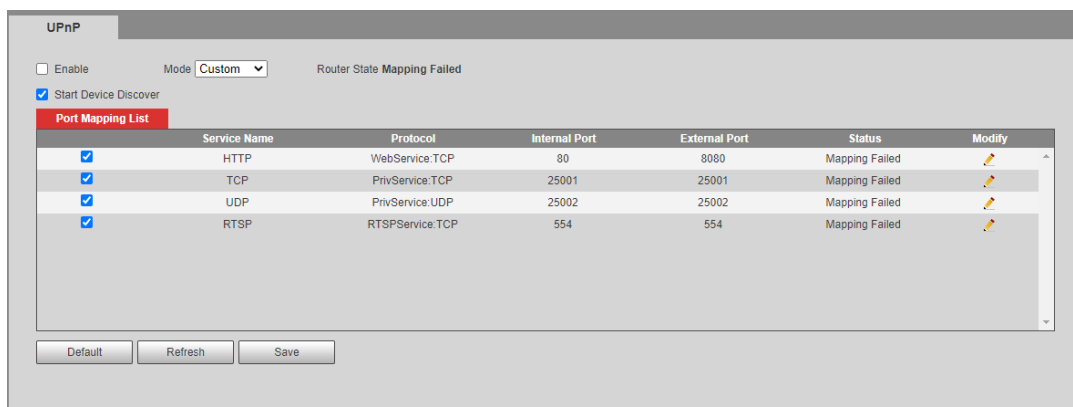 UPnP
Enable Mode Custom Router State Mapping Failed
Start Device Discover
Port Mapping List
Service Name Protocol Internal Port External Port Status Modify
HTTP WebService:TCP 80 8080 Mapping Failed
TCP PrivService:TCP 25001 25001 Mapping Failed
UDP PrivService:UDP 25002 25002 Mapping Failed
RTSP RTSPService:TCP 554 554 Mapping Failed
Default Refresh Save